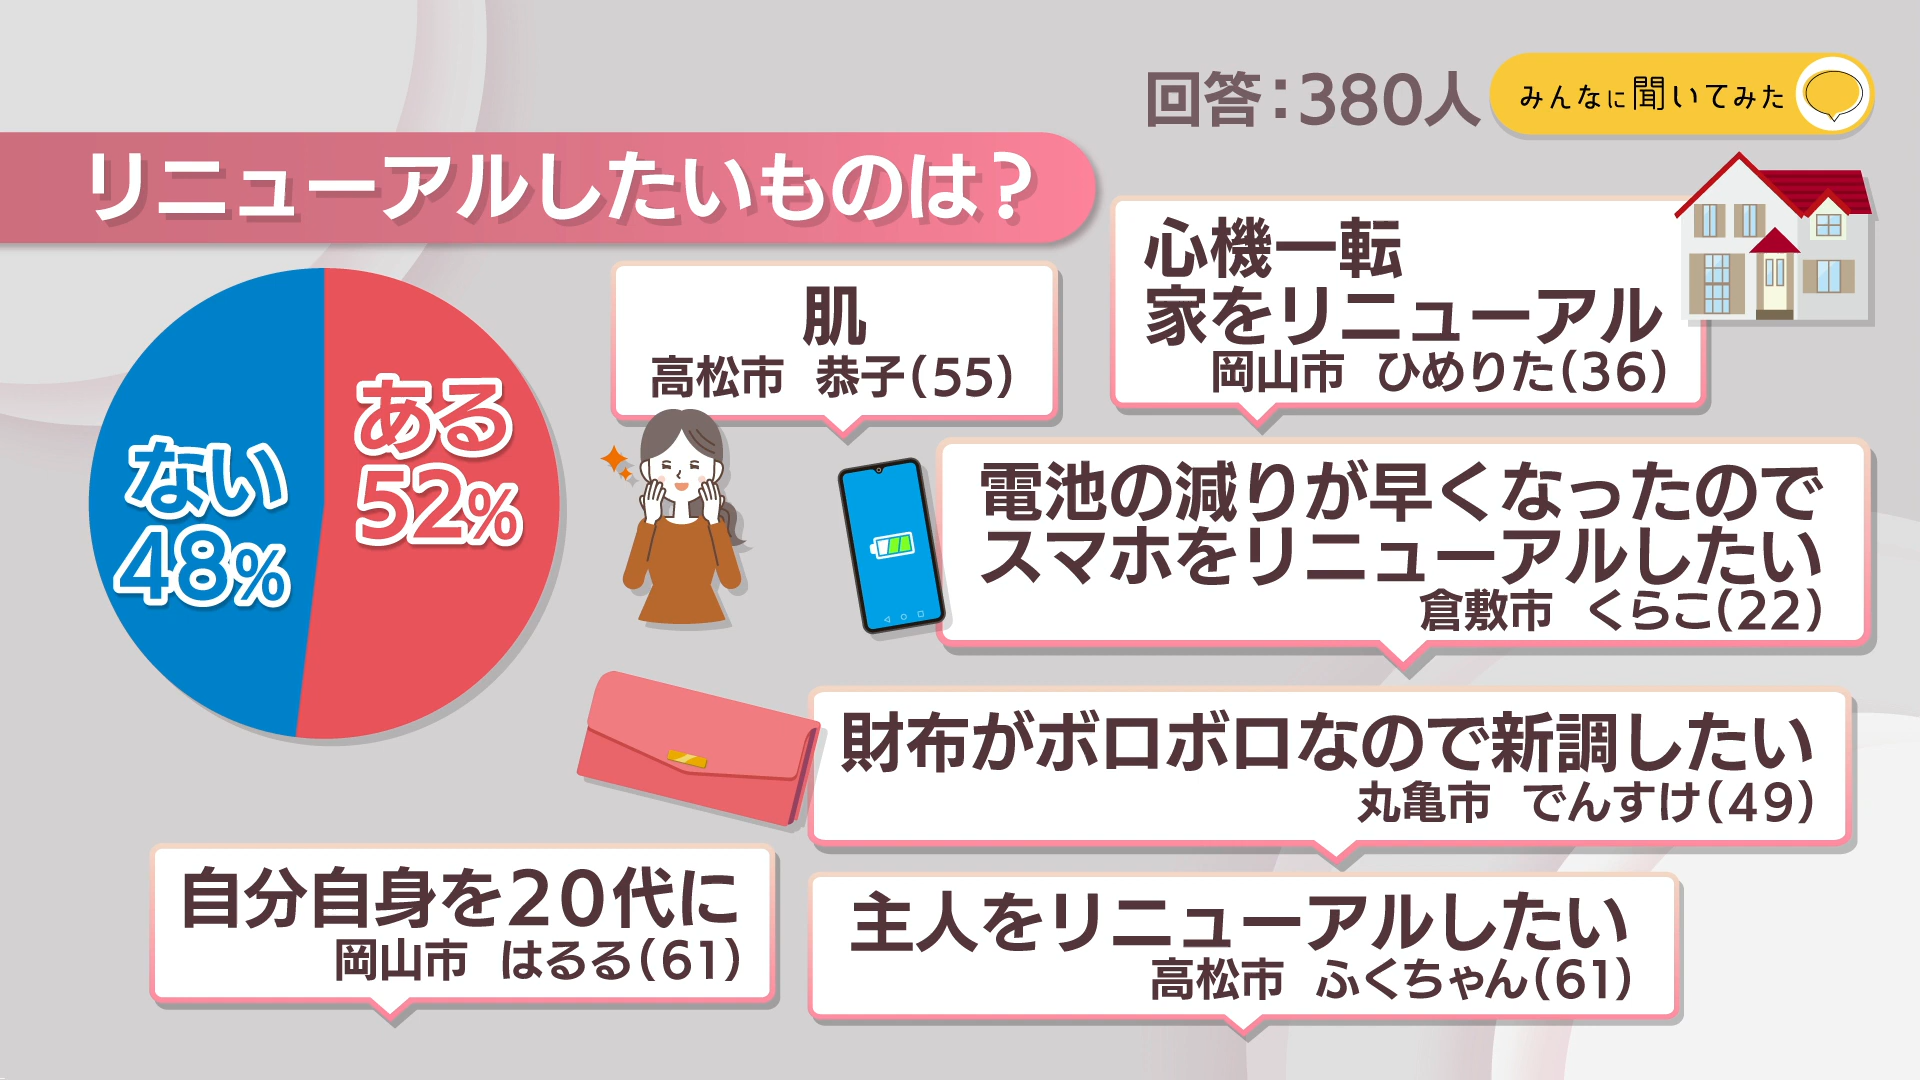 回答：380人
みんなに聞いてみた
リニューアルしたいものは？
ある
52%
ない
48%
肌
高松市　恭子（55）
心機一転
家をリニューアル
岡山市　ひめりた（36）
電池の減りが早くなったので
スマホをリニューアルしたい
倉敷市　くらこ（22）
財布がボロボロなので新調したい
丸亀市　でんすけ（49）
自分自身を２０代に
岡山市　はるる（61）
主人をリニューアルしたい
高松市　ふくちゃん（61）